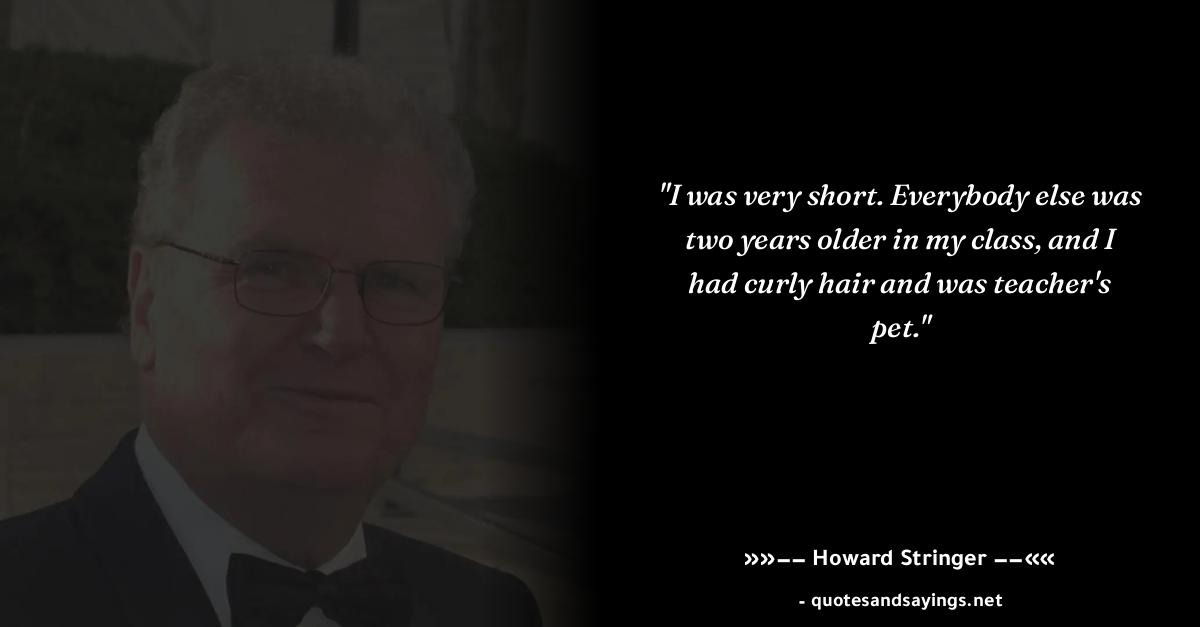 "I was very short. Everybody else was
two years older in my class, and I
had curly hair and was teacher's
pet."
»»−− Howard Stringer −−««
- quotesandsayings.net